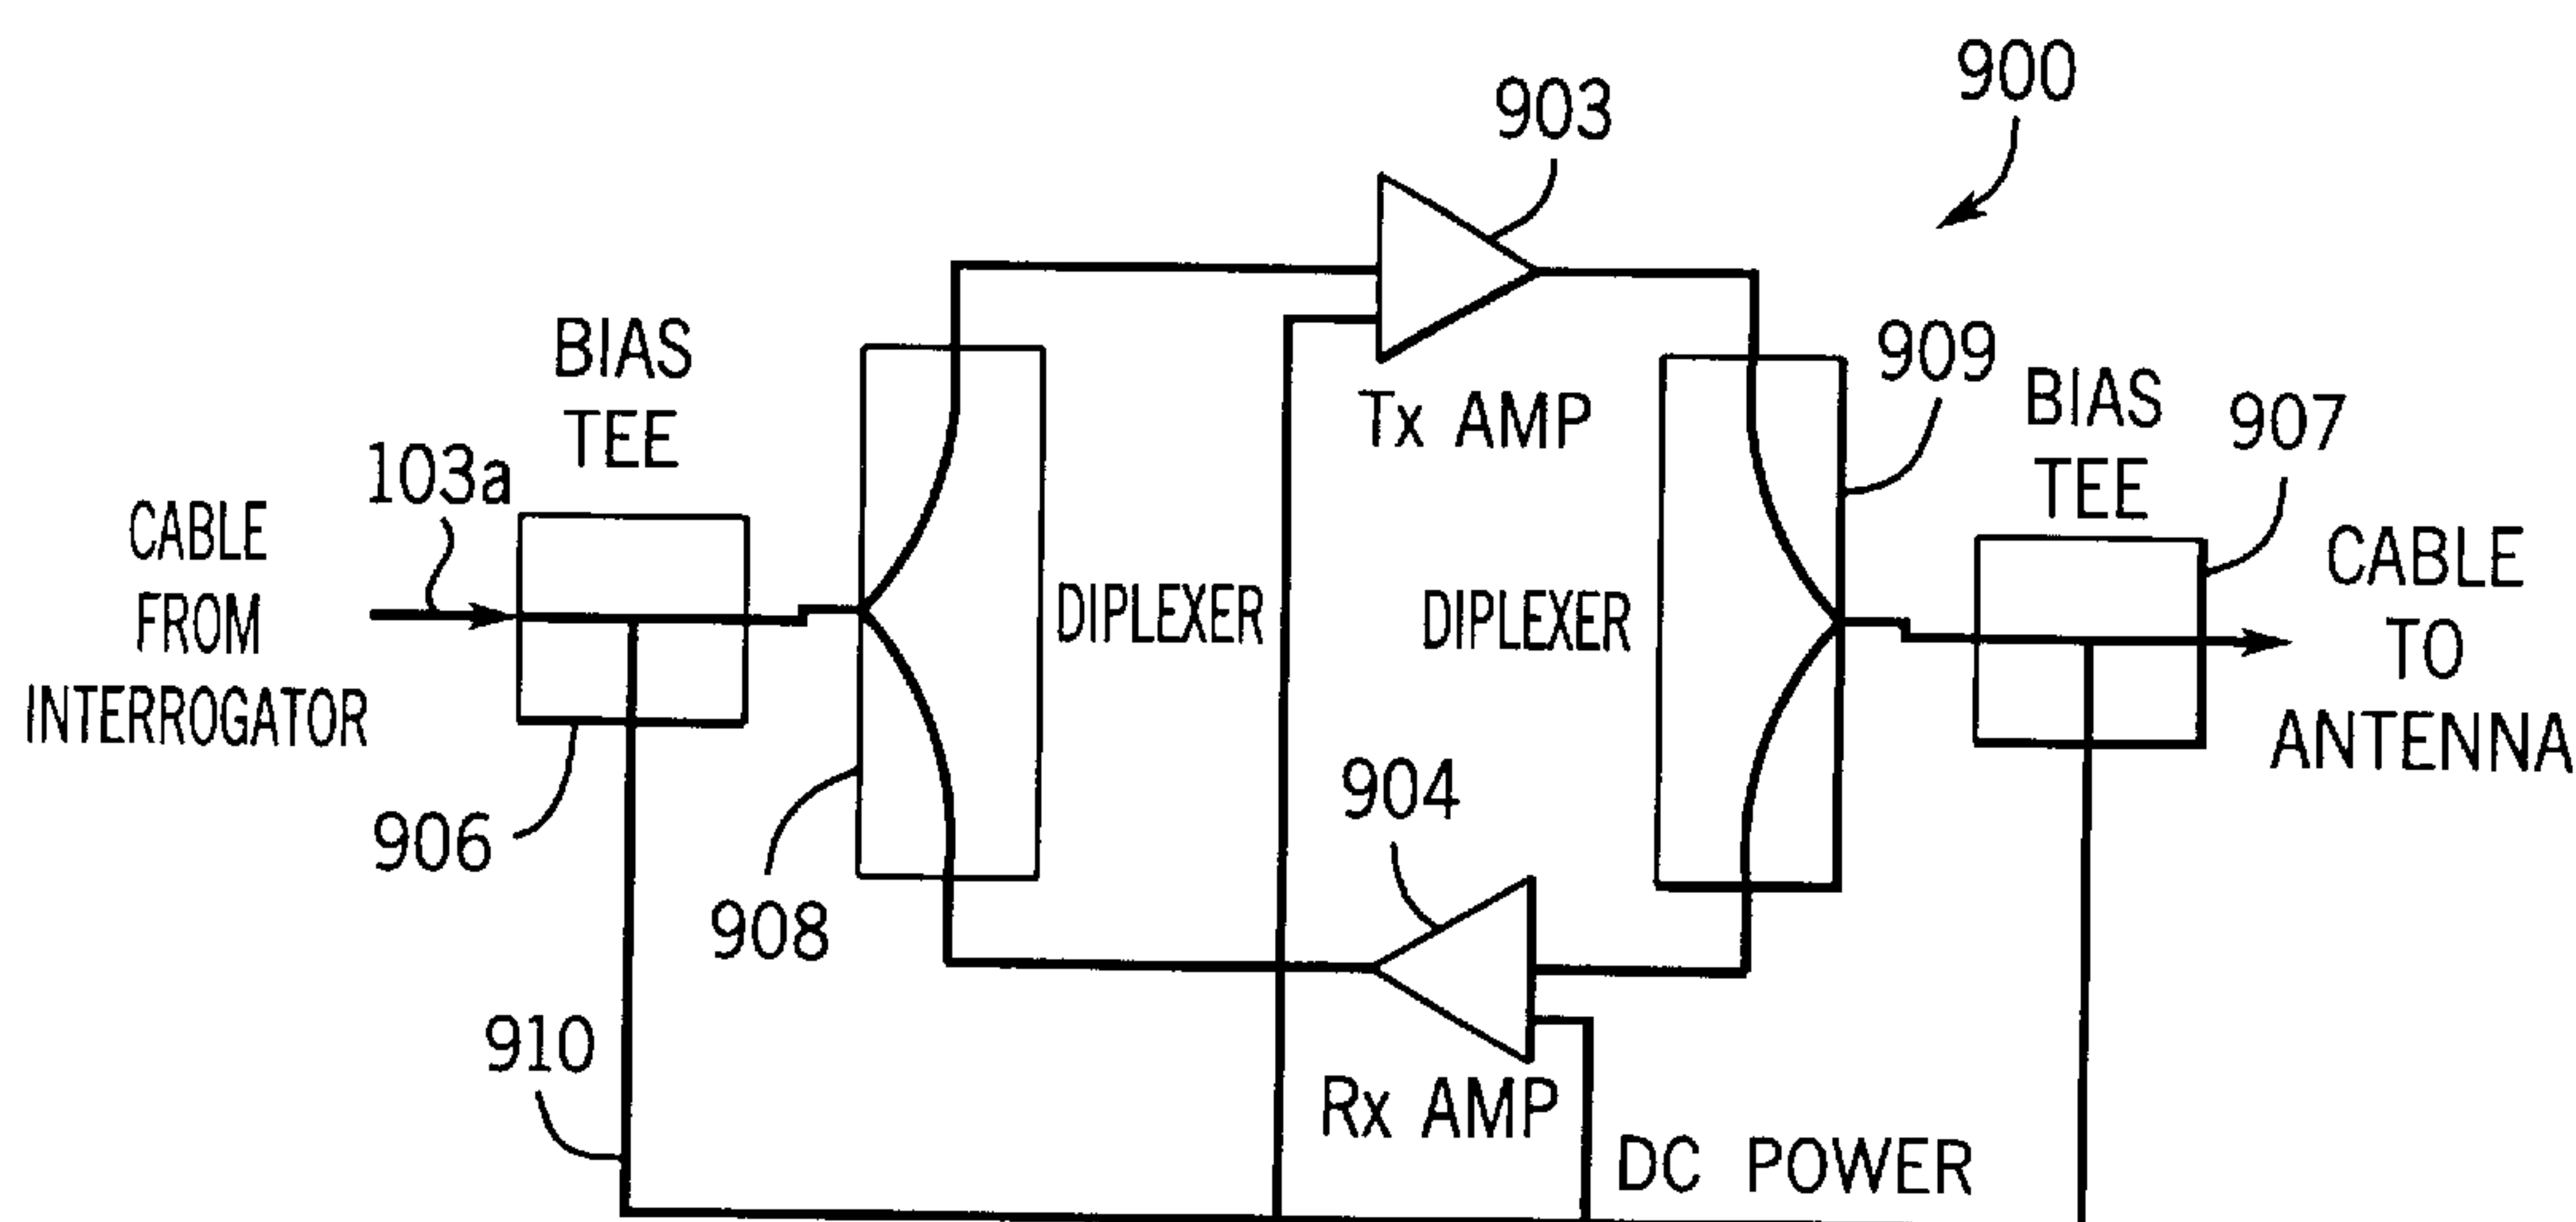 900
903
909
BIAS
TEE
907
BIAS
TEE
Tx AMP
103a
CABLE
FROM
INTERROGATOR
CABLE
TO
ANTENNA
DIPLEXER
DIPLEXER
906
908
904
910
Rx AMP
DC POWER